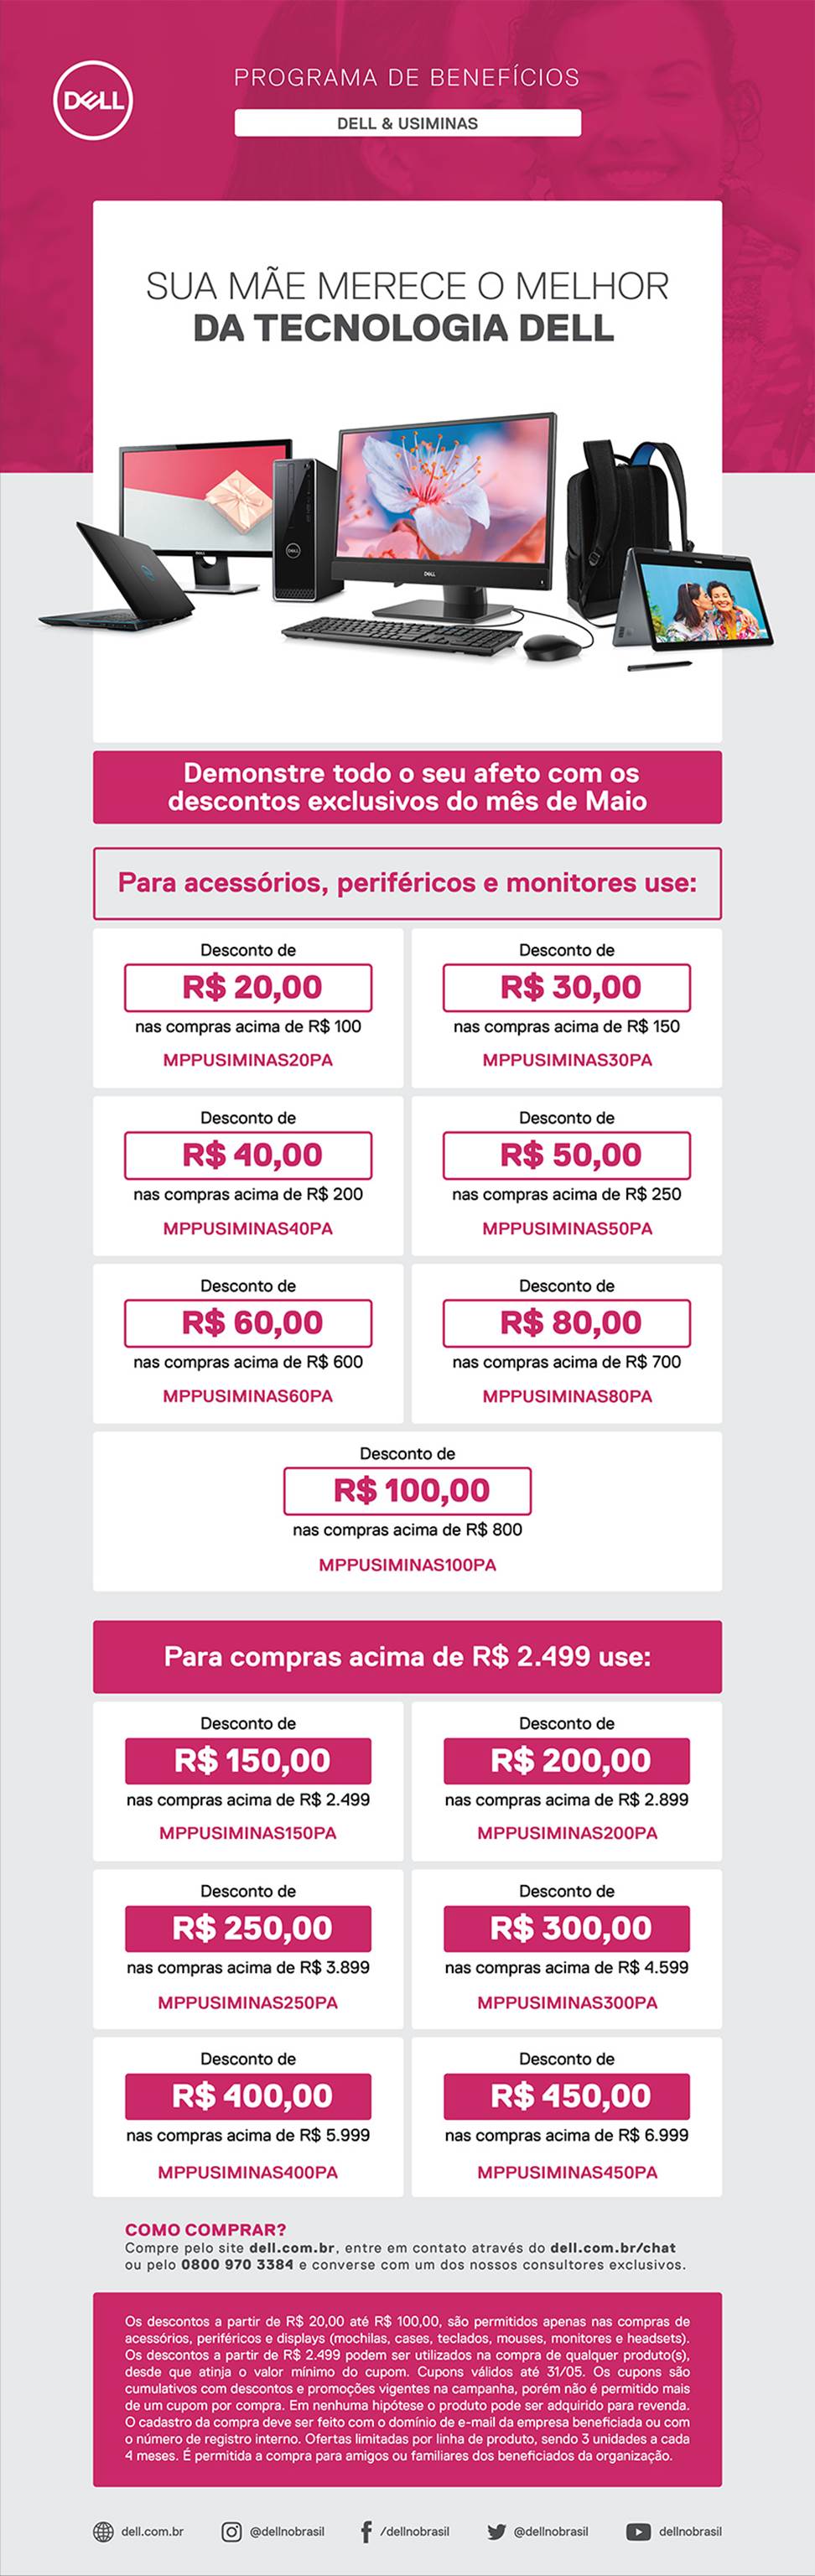 DELL
PROGRAMA DE BENEFÍCIOS
DELL & USIMINAS
SUA MÃE MERECE O MELHOR
DA TECNOLOGIA DELL
Demonstre todo o seu afeto com os
descontos exclusivos do mês de Maio
Para acessórios, periféricos e monitores use:
Desconto de
R$ 20,00
nas compras acima de R$ 100
MPPUSIMINAS20PA
Desconto de
R$ 30,00
nas compras acima de R$ 150
MPPUSIMINAS30PA
Desconto de
R$ 40,00
nas compras acima de R$ 200
MPPUSIMINAS40PA
Desconto de
R$ 50,00
nas compras acima de R$ 250
MPPUSIMINAS50PA
Desconto de
R$ 60,00
nas compras acima de R$ 600
MPPUSIMINAS60PA
Desconto de
R$ 80,00
nas compras acima de R$ 700
MPPUSIMINAS80PA
Desconto de
R$ 100,00
nas compras acima de R$ 800
MPPUSIMINAS100PA
Para compras acima de R$ 2.499 use:
Desconto de
R$ 150,00
nas compras acima de R$ 2.499
MPPUSIMINAS150PA
Desconto de
R$ 200,00
nas compras acima de R$ 2.899
MPPUSIMINAS200PA
Desconto de
R$ 250,00
nas compras acima de R$ 3.899
MPPUSIMINAS250PA
Desconto de
R$ 300,00
nas compras acima de R$ 4.599
MPPUSIMINAS300PA
Desconto de
R$ 400,00
nas compras acima de R$ 5.999
MPPUSIMINAS400PA
Desconto de
R$ 450,00
nas compras acima de R$ 6.999
MPPUSIMINAS450PA
COMO COMPRAR?
Compre pelo site dell.com.br, entre em contato através do dell.com.br/chat
ou pelo 0800 970 3384 e converse com um dos nossos consultores exclusivos.
Os descontos a partir de R$ 20,00 até R$ 100,00, são permitidos apenas nas compras de
acessórios, periféricos e displays (mochilas, cases, teclados, mouses, monitores e headsets).
Os descontos a partir de R$ 2.499 podem ser utilizados na compra de qualquer produto(s),
desde que atinja o valor mínimo do cupom. Cupons válidos até 31/05. Os cupons são
cumulativos com descontos e promoções vigentes na campanha, porém não é permitido mais
de um cupom por compra. Em nenhuma hipótese o produto pode ser adquirido para revenda.
O cadastro da compra deve ser feito com o domínio de e-mail da empresa beneficiada ou com
o número de registro interno. Ofertas limitadas por linha de produto, sendo 3 unidades a cada
4 meses. É permitida a compra para amigos ou familiares dos beneficiados da organização.
dell.com.br
@dellnobrasil
/dellnobrasil
@dellnobrasil
dellnobrasil